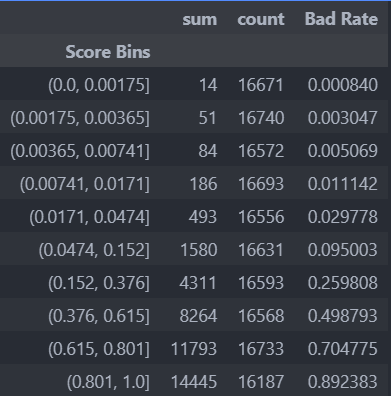 sum count Bad Rate
Score Bins
(0.0, 0.00175] 14 16671 0.000840
(0.00175, 0.00365] 51 16740 0.003047
(0.00365, 0.00741] 84 16572 0.005069
(0.00741, 0.0171] 186 16693 0.011142
(0.0171, 0.0474] 493 16556 0.029778
(0.0474, 0.152] 1580 16631 0.095003
(0.152, 0.376] 4311 16593 0.259808
(0.376, 0.615] 8264 16568 0.498793
(0.615, 0.801] 11793 16733 0.704775
(0.801, 1.0] 14445 16187 0.892383